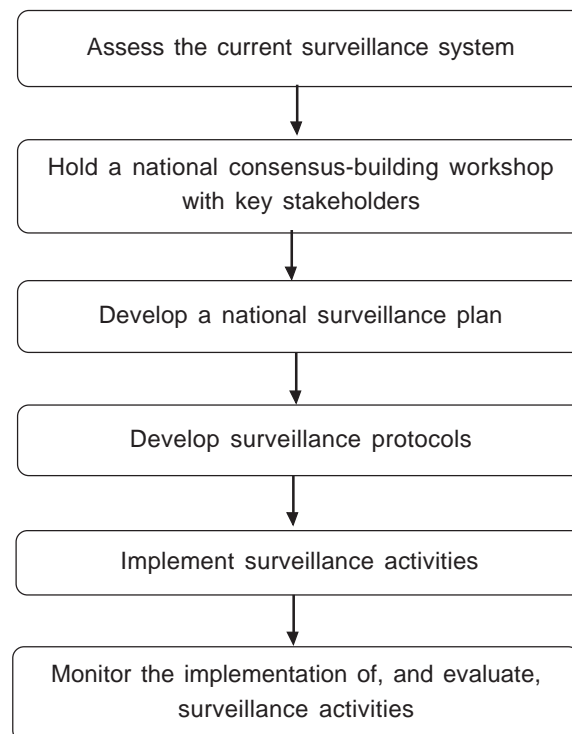 Assess the current surveillance system
Hold a national consensus-building workshop
with key stakeholders
Develop a national surveillance plan
Develop surveillance protocols
Implement surveillance activities
Monitor the implementation of, and evaluate,
surveillance activities